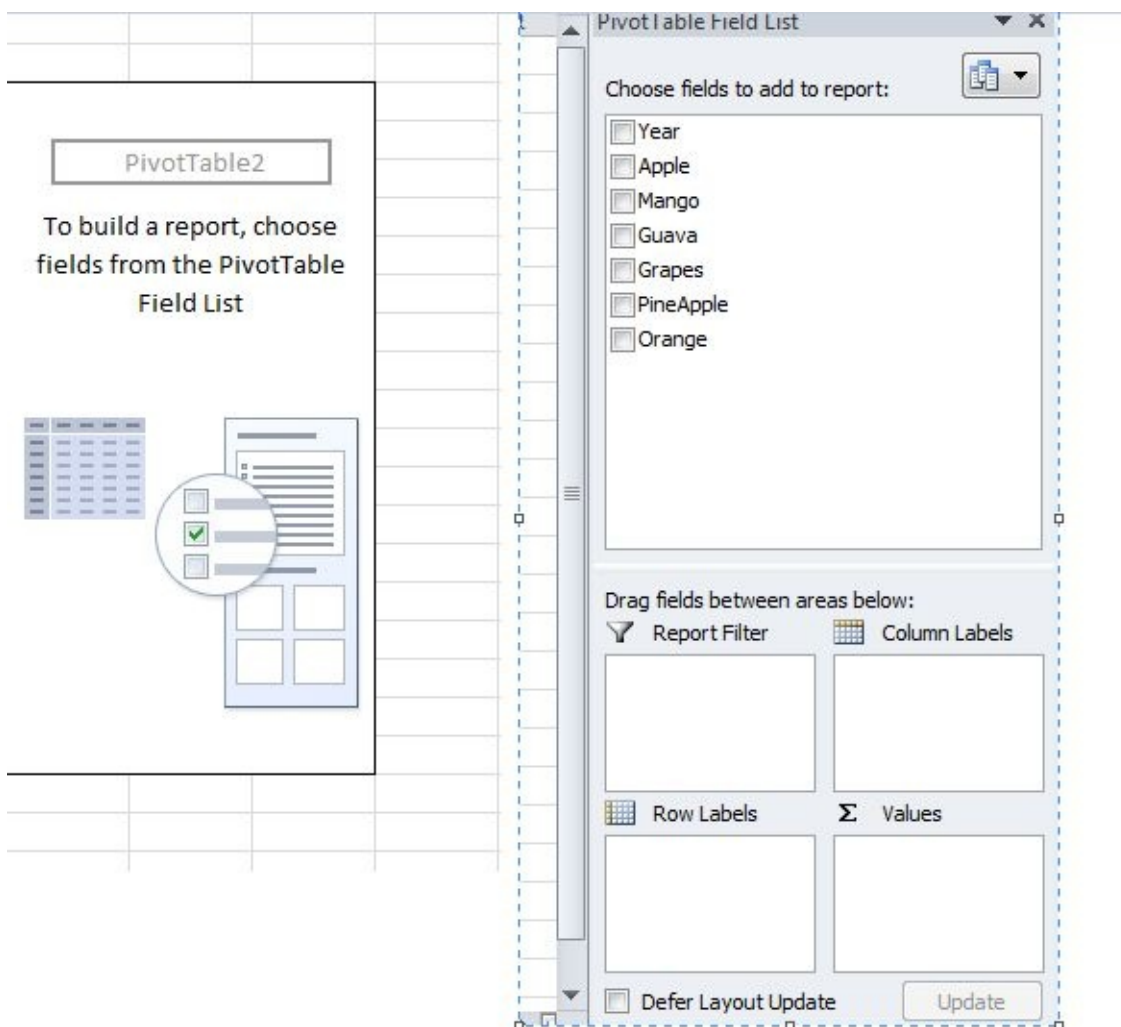 PivotTable2
To build a report, choose
fields from the PivotTable
Field List
PivotTable Field List
Choose fields to add to report:
Year
Apple
Mango
Guava
Grapes
PineApple
Orange
Drag fields between areas below:
Report Filter
Column Labels
Row Labels
Σ Values
Defer Layout Update
Update